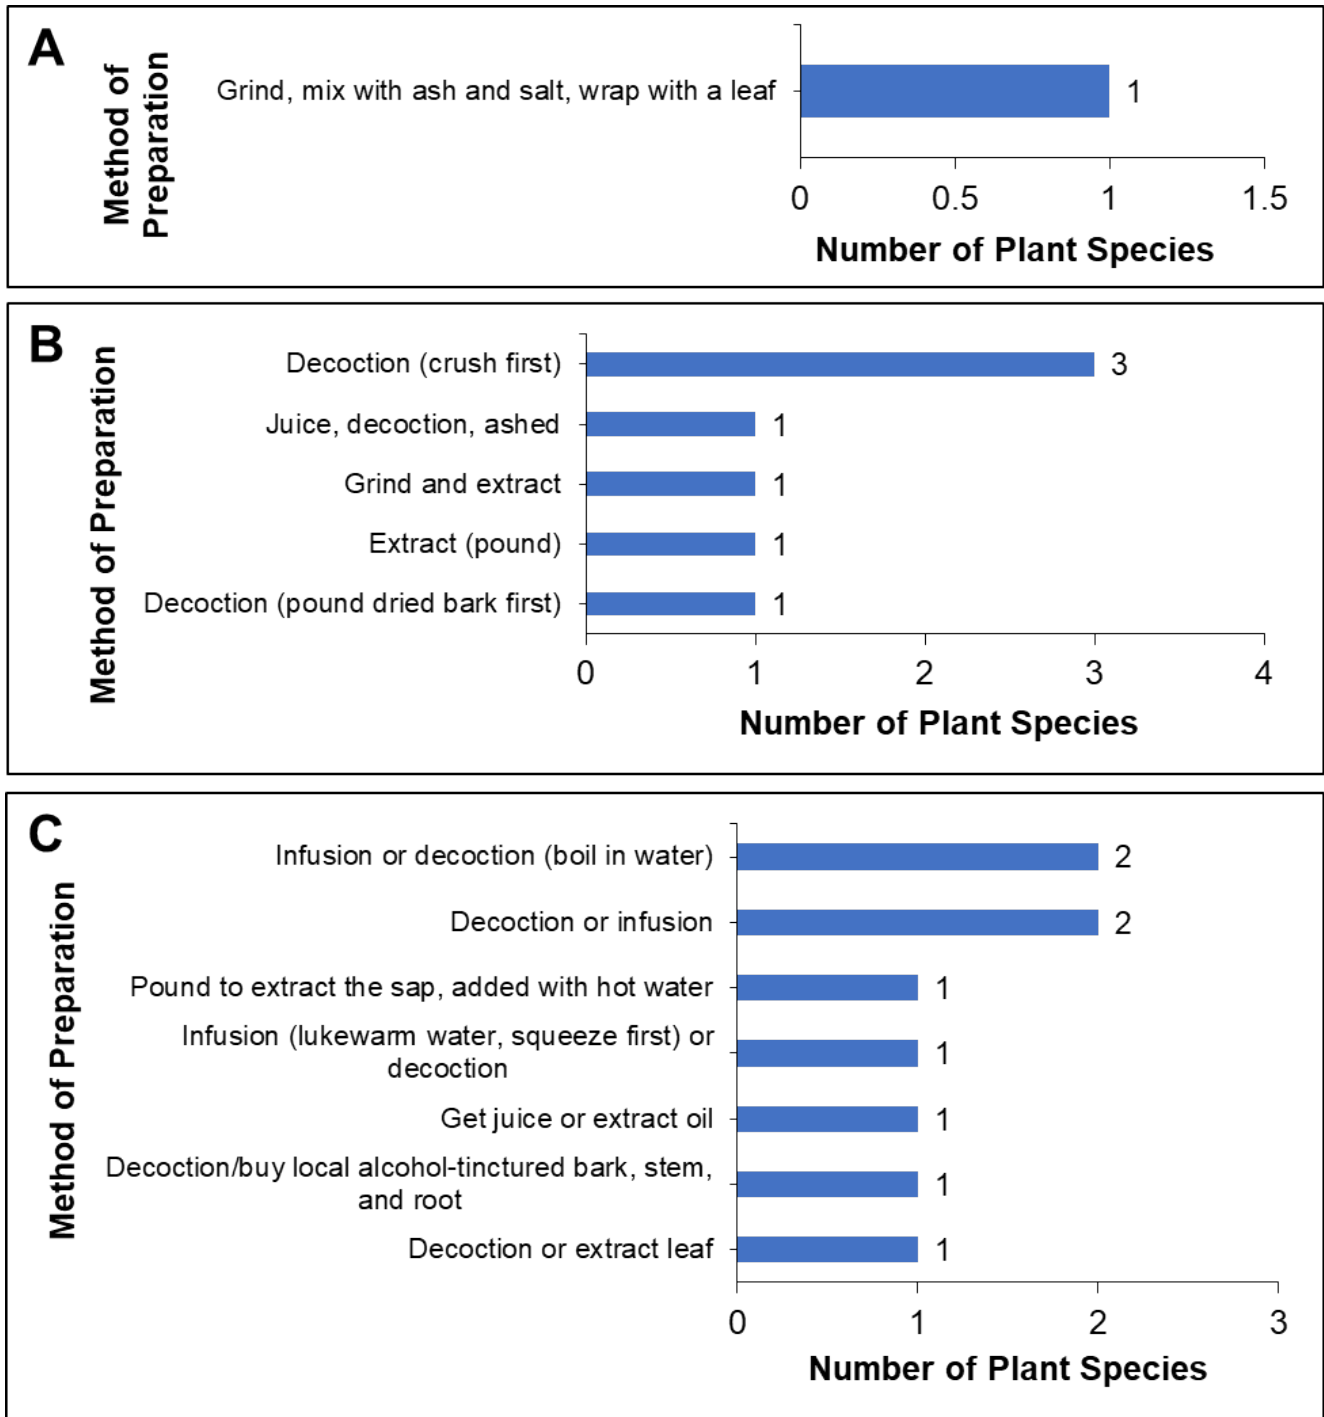 A
Method of
Preparation
Grind, mix with ash and salt, wrap with a leaf
1
0 0.5 1 1.5
Number of Plant Species
B
Method of Preparation
Decoction (crush first)
3
Juice, decoction, ashed
1
Grind and extract
1
Extract (pound)
1
Decoction (pound dried bark first)
1
0 1 2 3 4
Number of Plant Species
C
Method of Preparation
Infusion or decoction (boil in water)
2
Decoction or infusion
2
Pound to extract the sap, added with hot water
1
Infusion (lukewarm water, squeeze first) or
decoction
1
Get juice or extract oil
1
Decoction/buy local alcohol-tinctured bark, stem,
and root
1
Decoction or extract leaf
1
0 1 2 3
Number of Plant Species